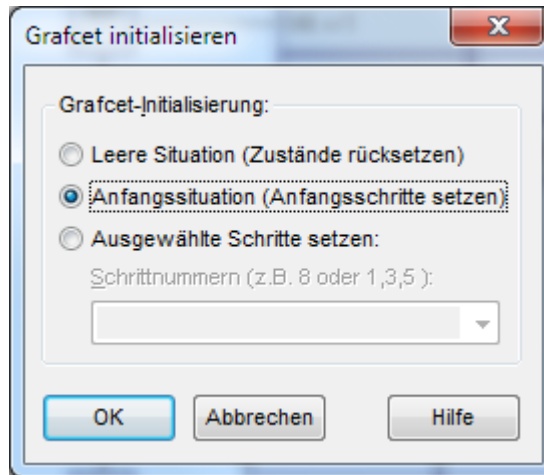 Grafcet initialisieren
Grafcet-Initialisierung:
Leere Situation (Zustände rücksetzen)
Anfangssituation (Anfangsschritte setzen)
Ausgewählte Schritte setzen:
Schrittnummern (z.B. 8 oder 1,3,5 ):
OK
Abbrechen
Hilfe